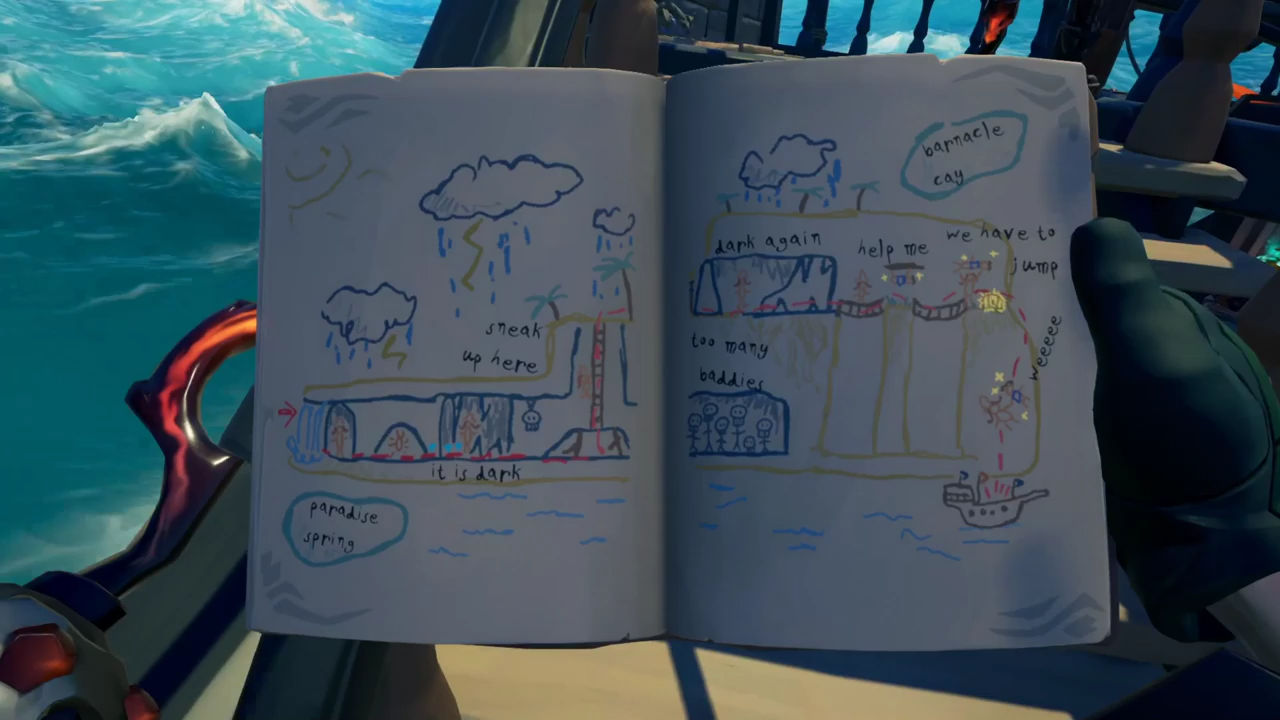 sneak
up here
it is dark
paradise
spring
barnacle
cay
dark again
help me
we have to
jump
weeeeee
too many
baddies